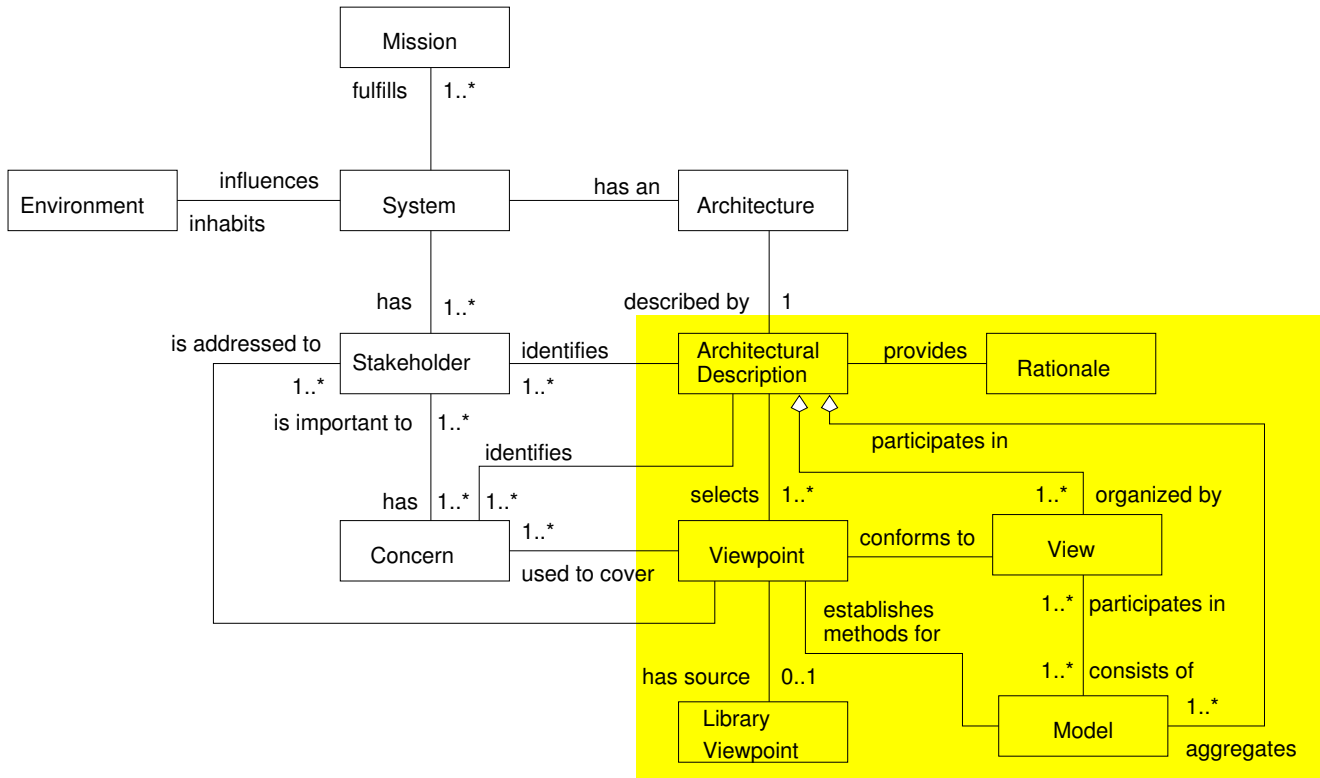 Mission
fulfills
1..*
influences
has an
Environment
System
Architecture
inhabits
has
1..*
described by
1
is addressed to
Stakeholder
identifies
Architectural
Description
provides
Rationale
1..*
1..*
is important to
1..*
participates in
identifies
selects
1..*
1..*
organized by
has
1..*
1..*
1..*
Concern
Viewpoint
conforms to
View
used to cover
establishes
methods for
1..*
participates in
has source
0..1
1..*
consists of
1..*
Library
Viewpoint
Model
aggregates